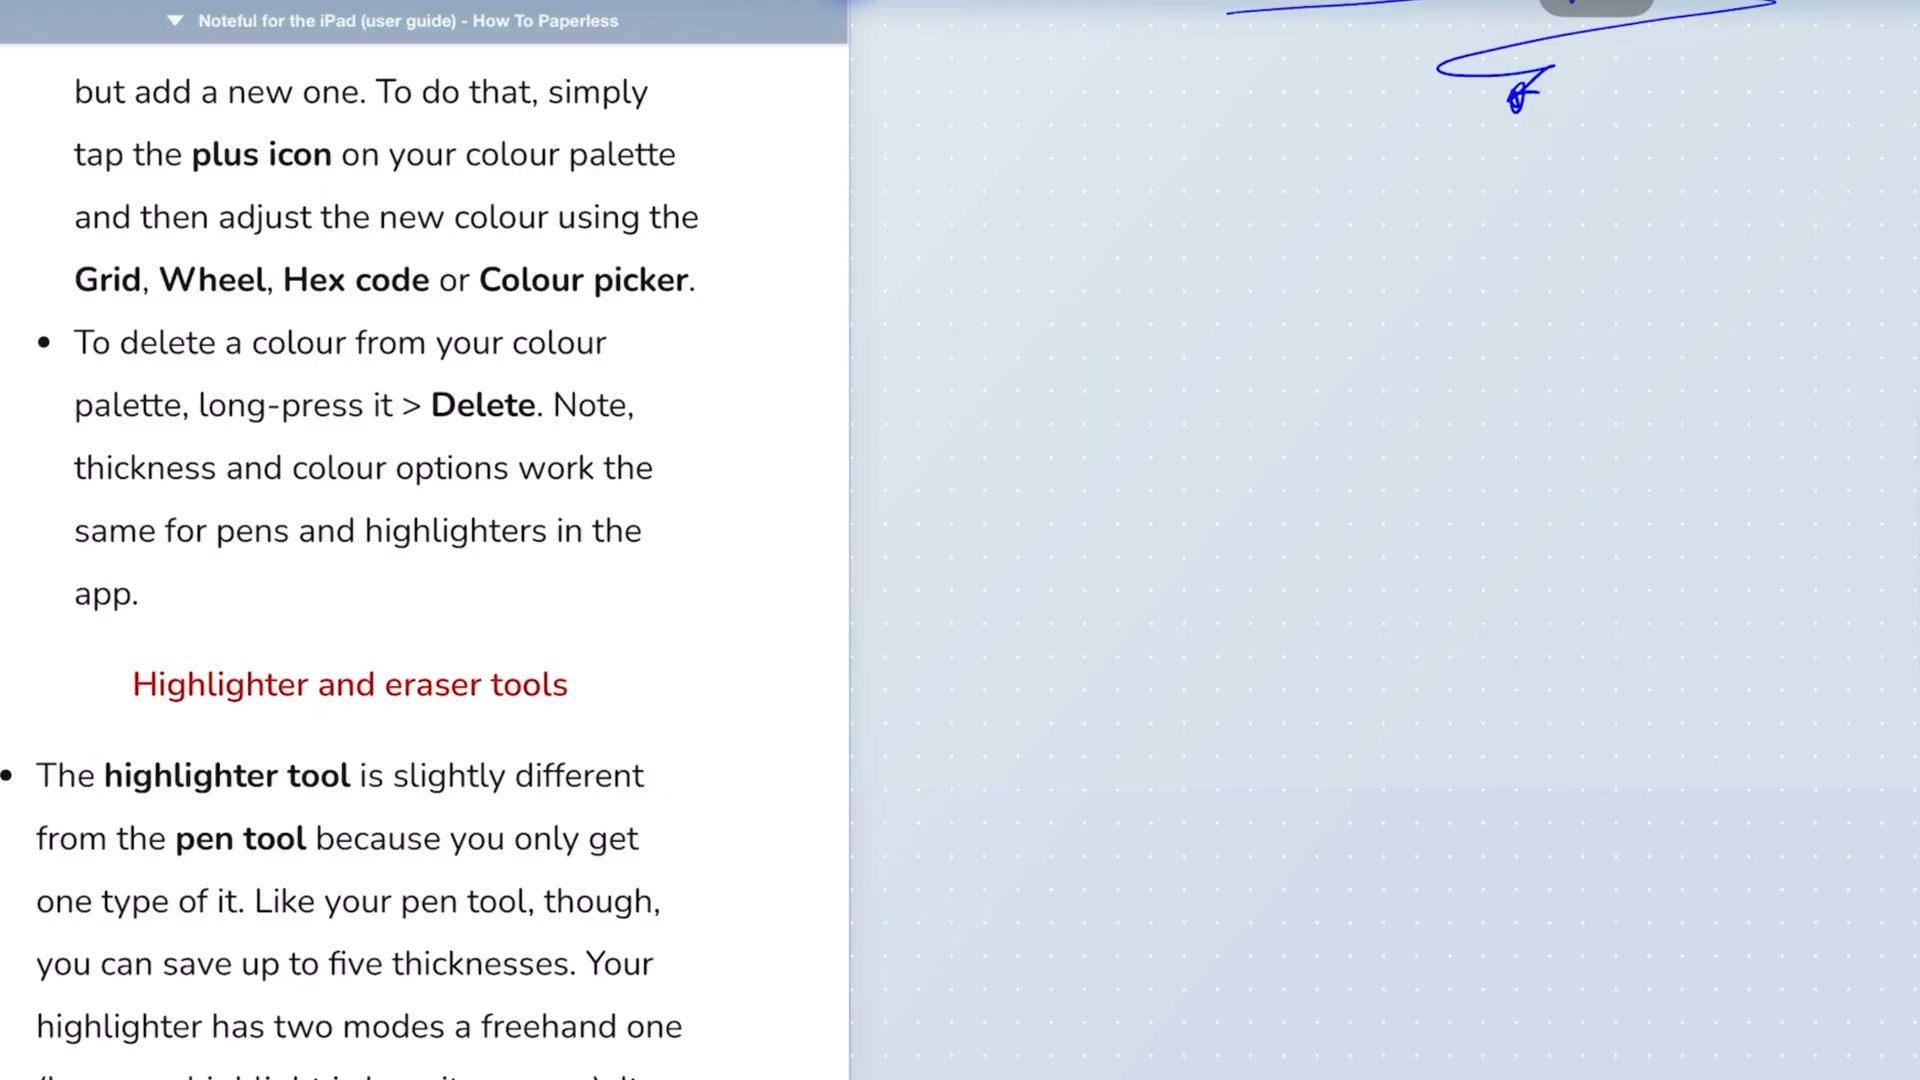 Noteful for the iPad (user guide) - How To Paperless
but add a new one. To do that, simply
tap the plus icon on your colour palette
and then adjust the new colour using the
Grid, Wheel, Hex code or Colour picker.
• To delete a colour from your colour
palette, long-press it > Delete. Note,
thickness and colour options work the
same for pens and highlighters in the
app.
Highlighter and eraser tools
• The highlighter tool is slightly different
from the pen tool because you only get
one type of it. Like your pen tool, though,
you can save up to five thicknesses. Your
highlighter has two modes a freehand one